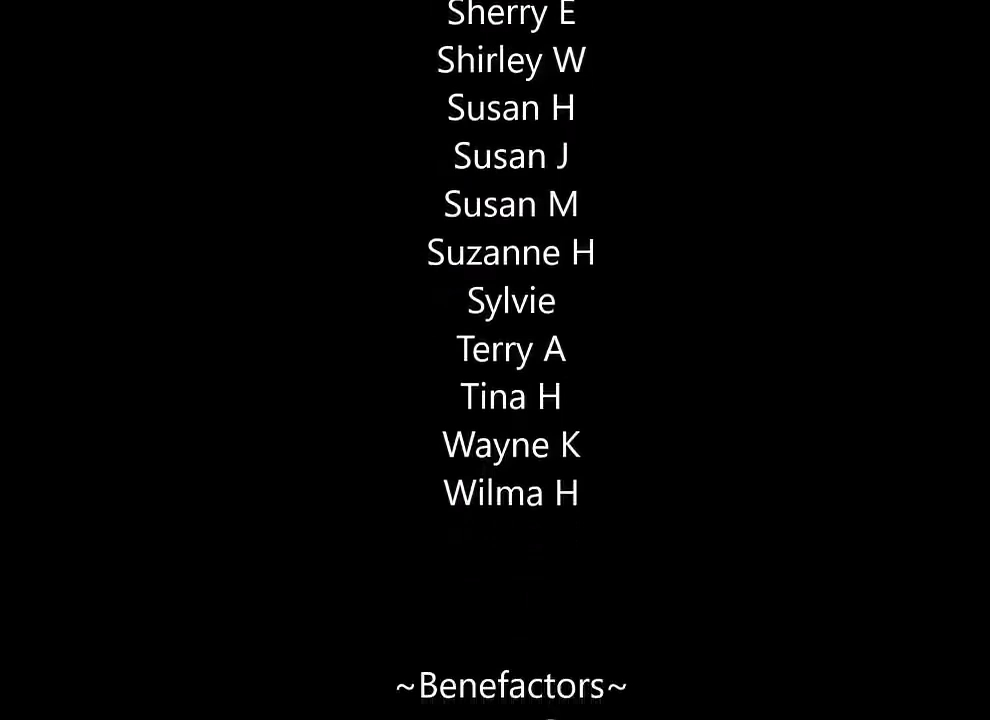 Sherry E
Shirley W
Susan H
Susan J
Susan M
Suzanne H
Sylvie
Terry A
Tina H
Wayne K
Wilma H
~Benefactors~